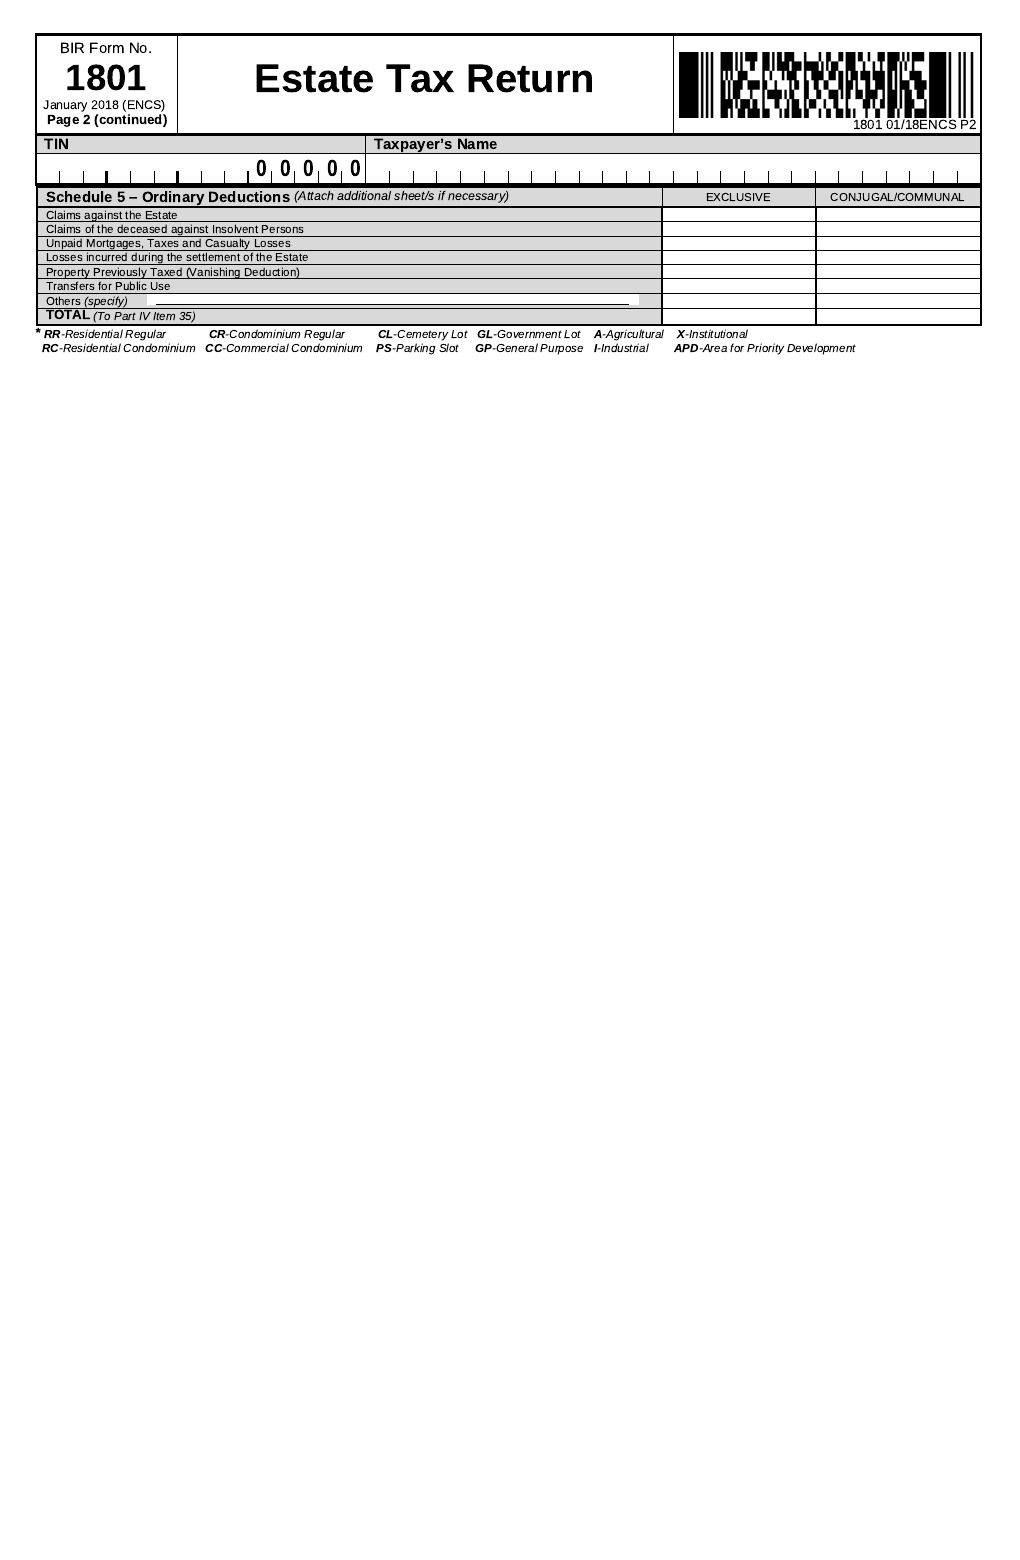 BIR Form No.
1801
January 2018 (ENCS)
Page 2 (continued)
Estate Tax Return
1801 01/18ENCS P2
TIN Taxpayer's Name
0 0 0 0 0
Schedule 5 – Ordinary Deductions (Attach additional sheet/s if necessary) EXCLUSIVE CONJUGAL/COMMUNAL
Claims against the Estate
Claims of the deceased against Insolvent Persons
Unpaid Mortgages, Taxes and Casualty Losses
Losses incurred during the settlement of the Estate
Property Previously Taxed (Vanishing Deduction)
Transfers for Public Use
Others (specify)
TOTAL (To Part IV Item 35)
* RR-Residential Regular CR-Condominium Regular CL-Cemetery Lot GL-Government Lot A-Agricultural X-Institutional
RC-Residential Condominium CC-Commercial Condominium PS-Parking Slot GP-General Purpose I-Industrial APD-Area for Priority Development